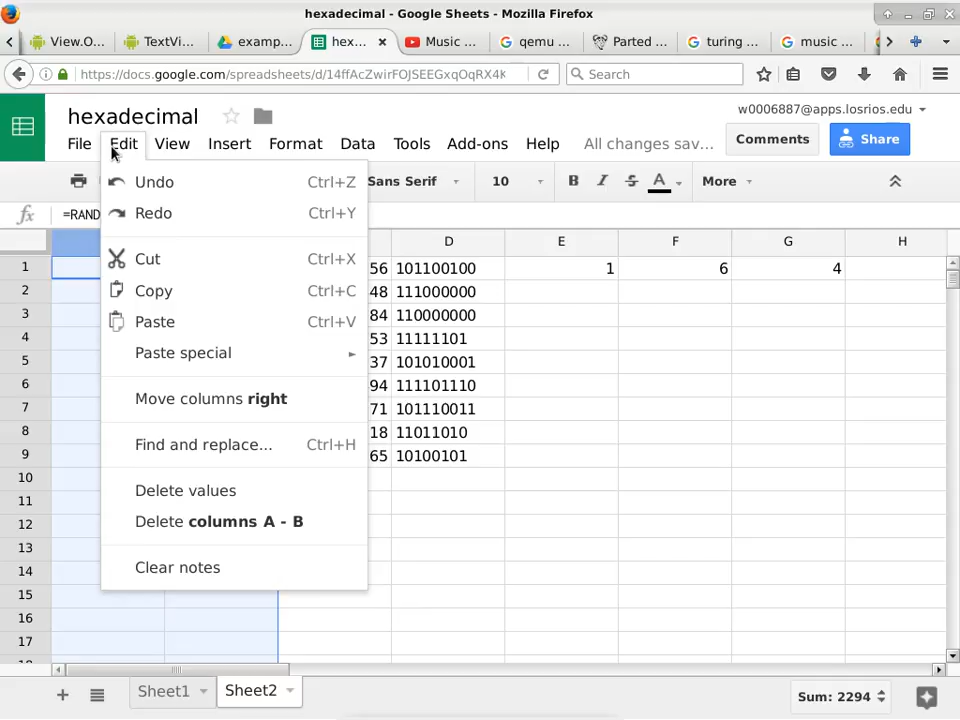 hexadecimal - Google Sheets - Mozilla Firefox
View.O... TextVi... examp... hex... Music ... qemu ... Parted ... turing ... music ...
https://docs.google.com/spreadsheets/d/14ffAcZwirFOJSEEGxqOqRX4K Search
hexadecimal w0006887@apps.losrios.edu
File Edit View Insert Format Data Tools Add-ons Help All changes sav... Comments Share
Sans Serif 10 B I S A More
fx =RAND
Undo Ctrl+Z
Redo Ctrl+Y
Cut Ctrl+X
Copy Ctrl+C
Paste Ctrl+V
Paste special
Move columns right
Find and replace... Ctrl+H
Delete values
Delete columns A - B
Clear notes
D E F G H
1 56 101100100 1 6 4
2 48 111000000
3 84 110000000
4 53 11111101
5 37 101010001
6 94 111101110
7 71 101110011
8 18 11011010
9 65 10100101
10
11
12
13
14
15
16
17
Sheet1 Sheet2 Sum: 2294